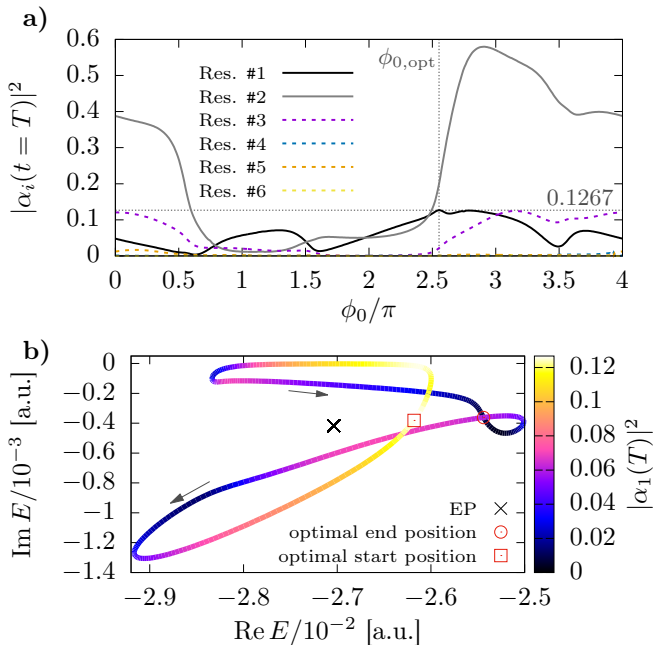 a)
|αᵢ(t = T)|²
0.6
0.5
0.4
0.3
0.2
0.1
0
Res. #1
Res. #2
Res. #3
Res. #4
Res. #5
Res. #6
ϕ₀,opt
0.1267
0 0.5 1 1.5 2 2.5 3 3.5 4
ϕ₀/π
b)
Im E/10⁻³ [a.u.]
0
−0.2
−0.4
−0.6
−0.8
−1
−1.2
−1.4
EP
optimal end position
optimal start position
−2.9 −2.8 −2.7 −2.6 −2.5
Re E/10⁻² [a.u.]
0.12
0.1
0.08
0.06
0.04
0.02
0
|α₁(T)|²